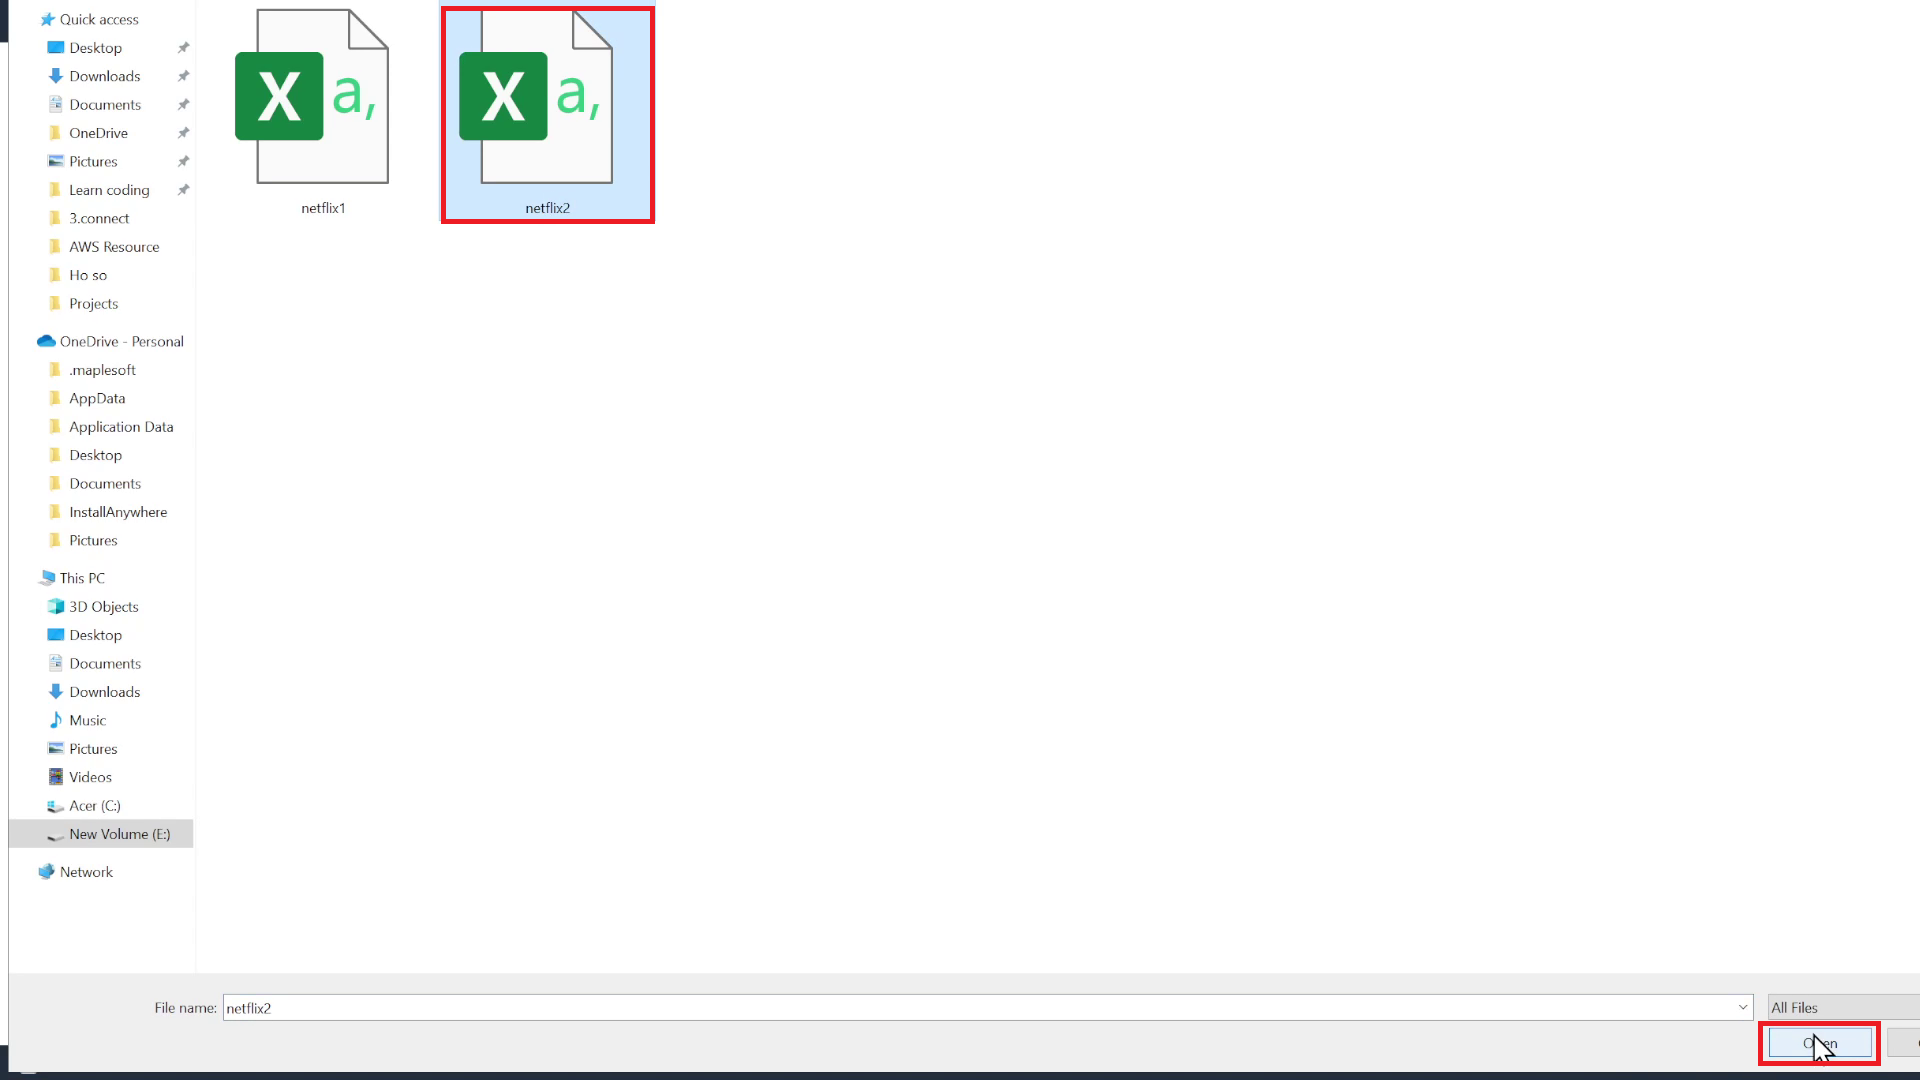 Quick access
Desktop
Downloads
Documents
OneDrive
Pictures
Learn coding
3.connect
AWS Resource
Ho so
Projects
OneDrive - Personal
.maplesoft
AppData
Application Data
Desktop
Documents
InstallAnywhere
Pictures
This PC
3D Objects
Desktop
Documents
Downloads
Music
Pictures
Videos
Acer (C:)
New Volume (E:)
Network
X a,
netflix1
X a,
netflix2
File name: netflix2
All Files
Open